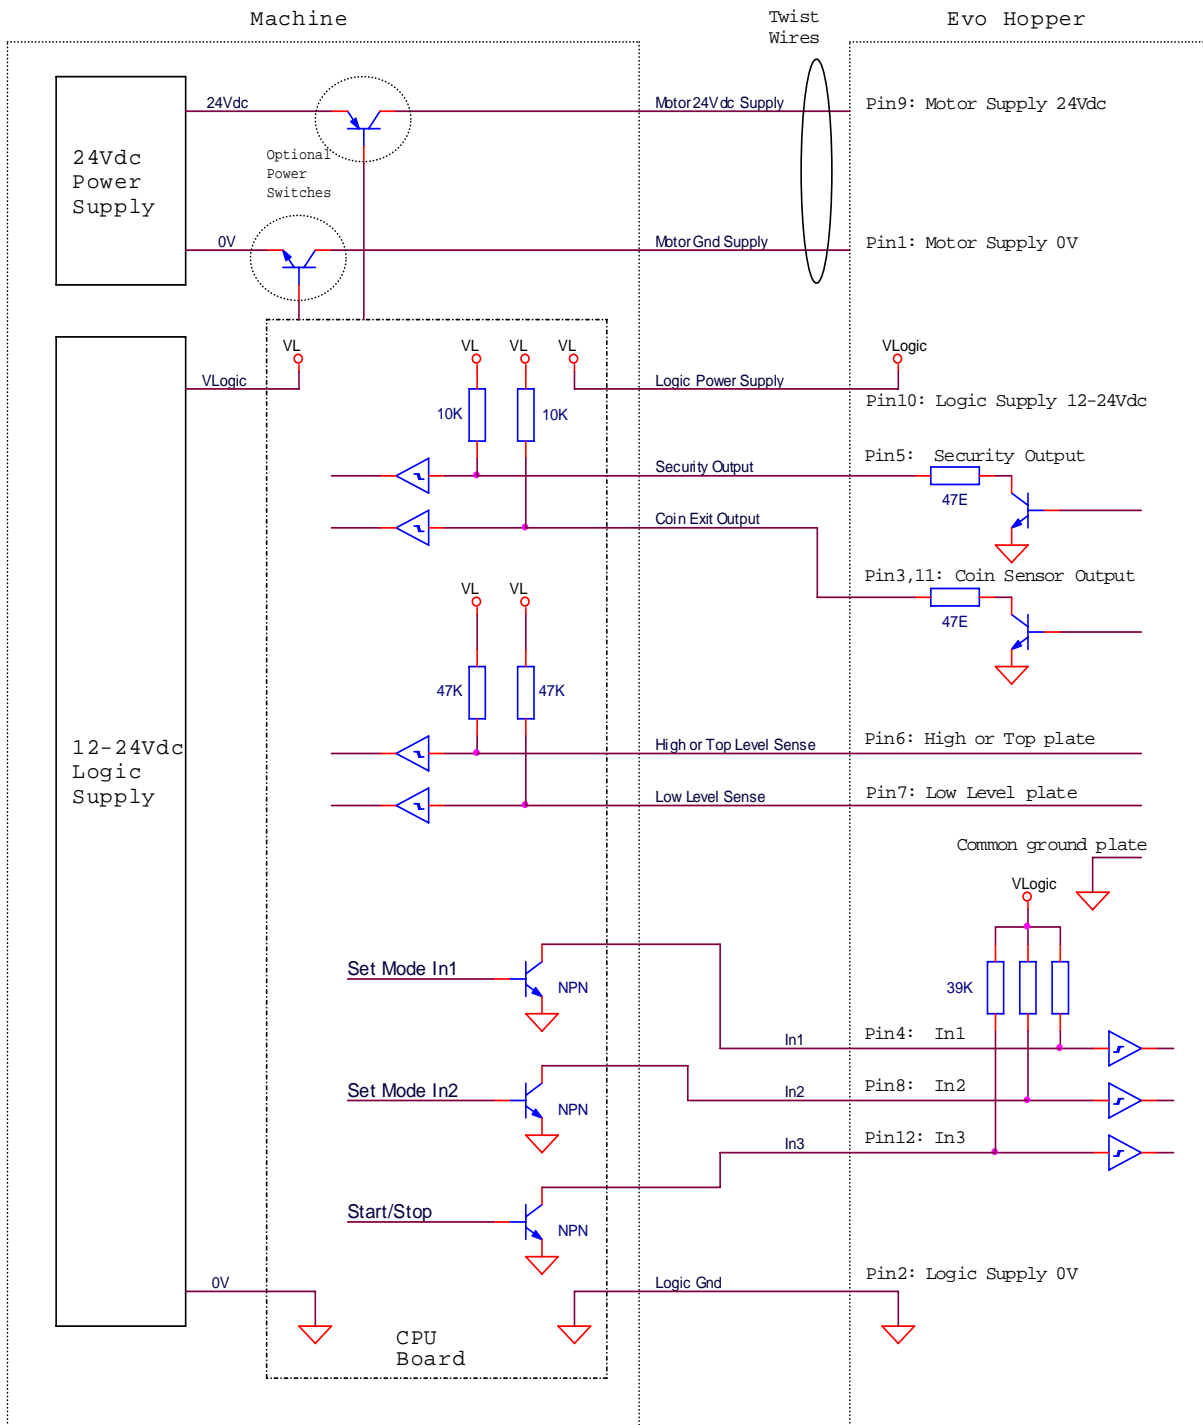 Machine
Twist
Wires
Evo Hopper
24Vdc
Motor 24Vdc Supply
Pin9: Motor Supply 24Vdc
24Vdc
Power
Supply
Optional
Power
Switches
0V
Motor Gnd Supply
Pin1: Motor Supply 0V
VL
VL
VL
VL
VLogic
VLogic
Logic Power Supply
Pin10: Logic Supply 12-24Vdc
10K
10K
Security Output
Pin5: Security Output
47E
Coin Exit Output
Pin3,11: Coin Sensor Output
47E
VL
VL
47K
47K
12-24Vdc
Logic
Supply
High or Top Level Sense
Pin6: High or Top plate
Low Level Sense
Pin7: Low Level plate
Common ground plate
VLogic
39K
Set Mode In1
NPN
In1
Pin4: In1
Set Mode In2
NPN
In2
Pin8: In2
In3
Pin12: In3
Start/Stop
NPN
0V
Logic Gnd
Pin2: Logic Supply 0V
CPU
Board